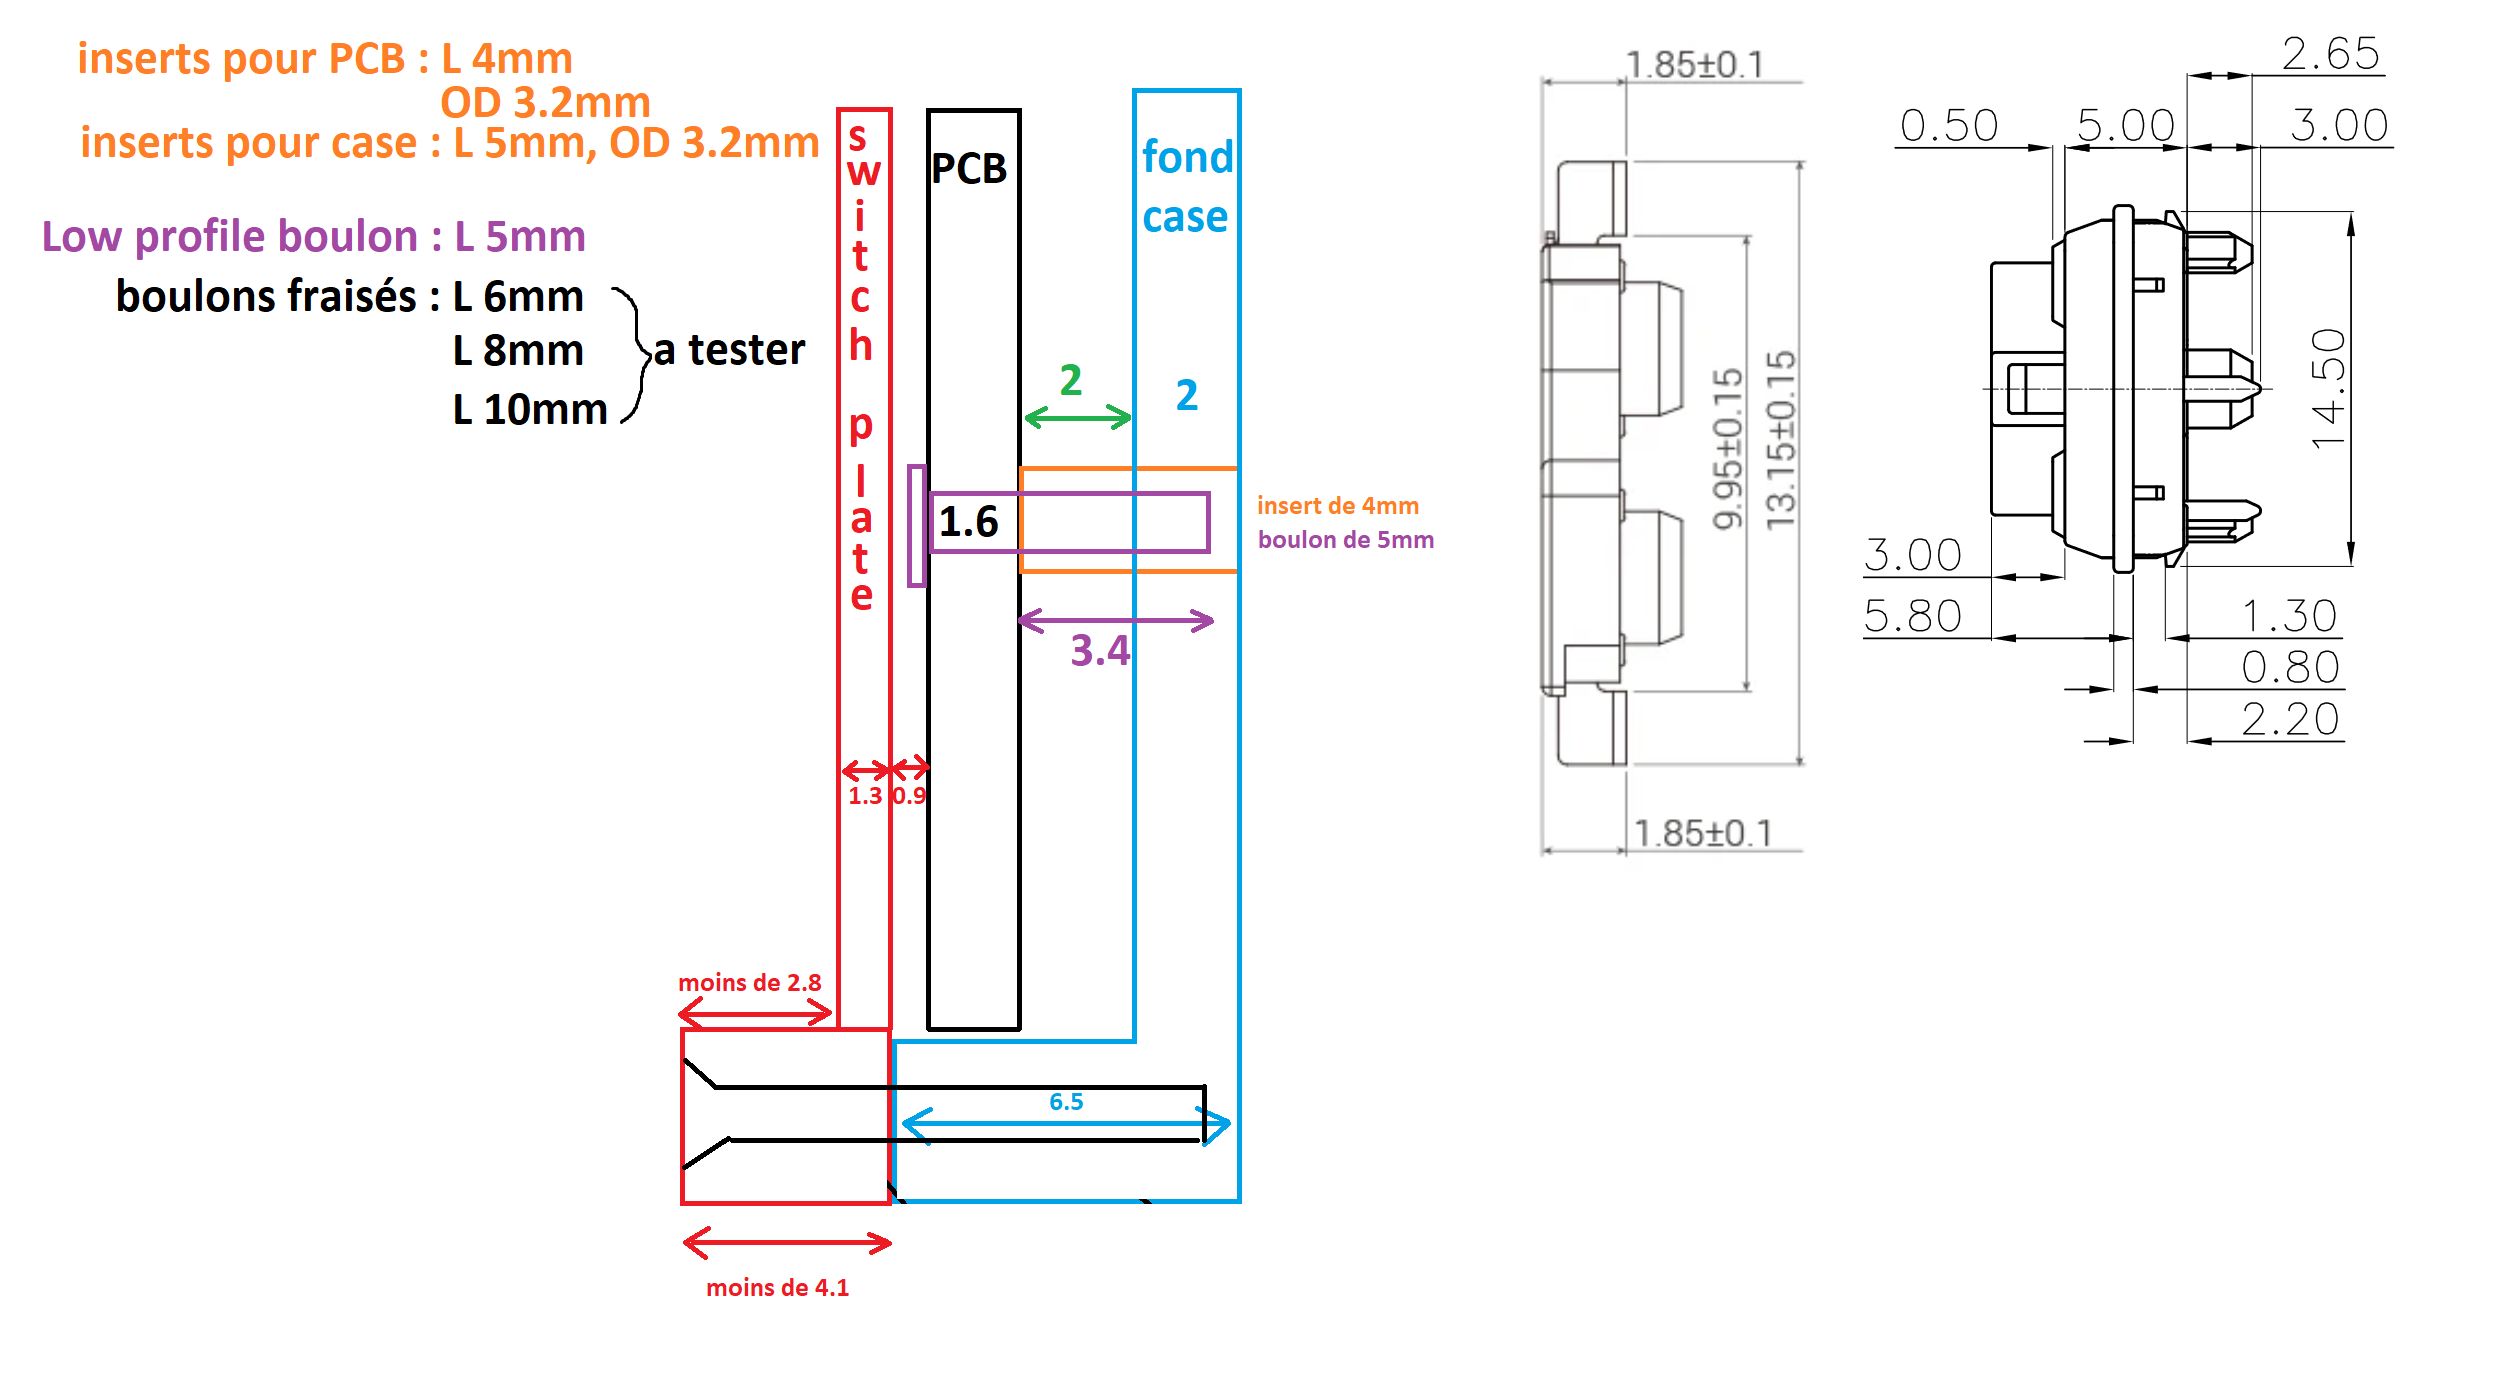 inserts pour PCB : L 4mm
OD 3.2mm
inserts pour case : L 5mm, OD 3.2mm
Low profile boulon : L 5mm
boulons fraisés : L 6mm
L 8mm
L 10mm
a tester
switch plate
PCB
fond
case
2
2
1.6
insert de 4mm
boulon de 5mm
3.4
1.3
0.9
moins de 2.8
6.5
moins de 4.1
1.85±0.1
9.95±0.15
13.15±0.15
1.85±0.1
2.65
0.50
5.00
3.00
14.50
3.00
5.80
1.30
0.80
2.20